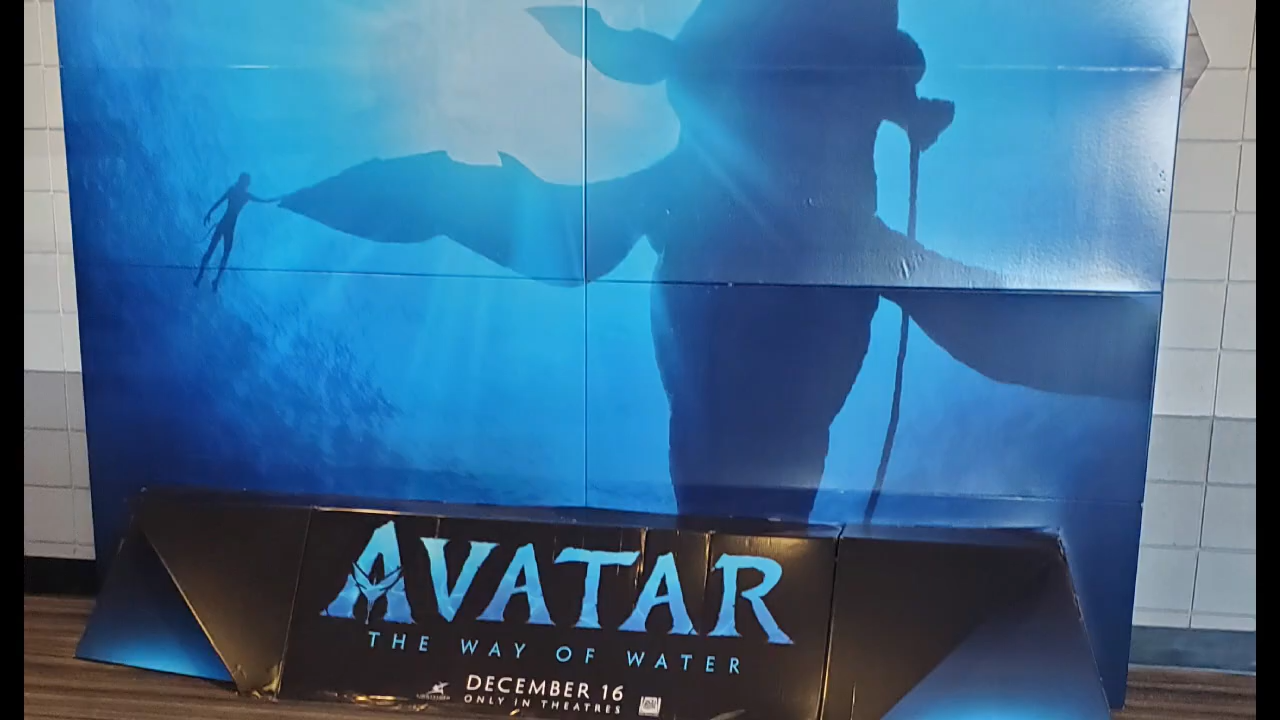 AVATAR
THE WAY OF WATER
DECEMBER 16
ONLY IN THEATRES